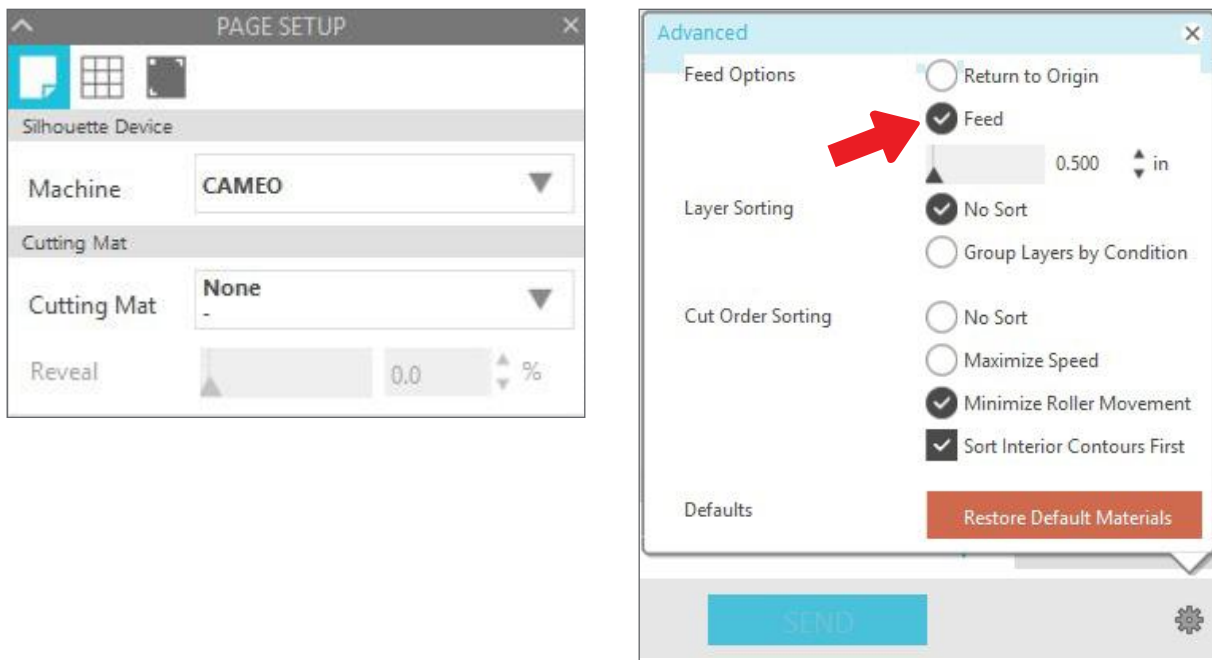 PAGE SETUP
Silhouette Device
Machine CAMEO
Cutting Mat
Cutting Mat None
-
Reveal 0.0 %
Advanced
Feed Options Return to Origin
Feed
0.500 in
Layer Sorting No Sort
Group Layers by Condition
Cut Order Sorting No Sort
Maximize Speed
Minimize Roller Movement
Sort Interior Contours First
Defaults Restore Default Materials
SEND